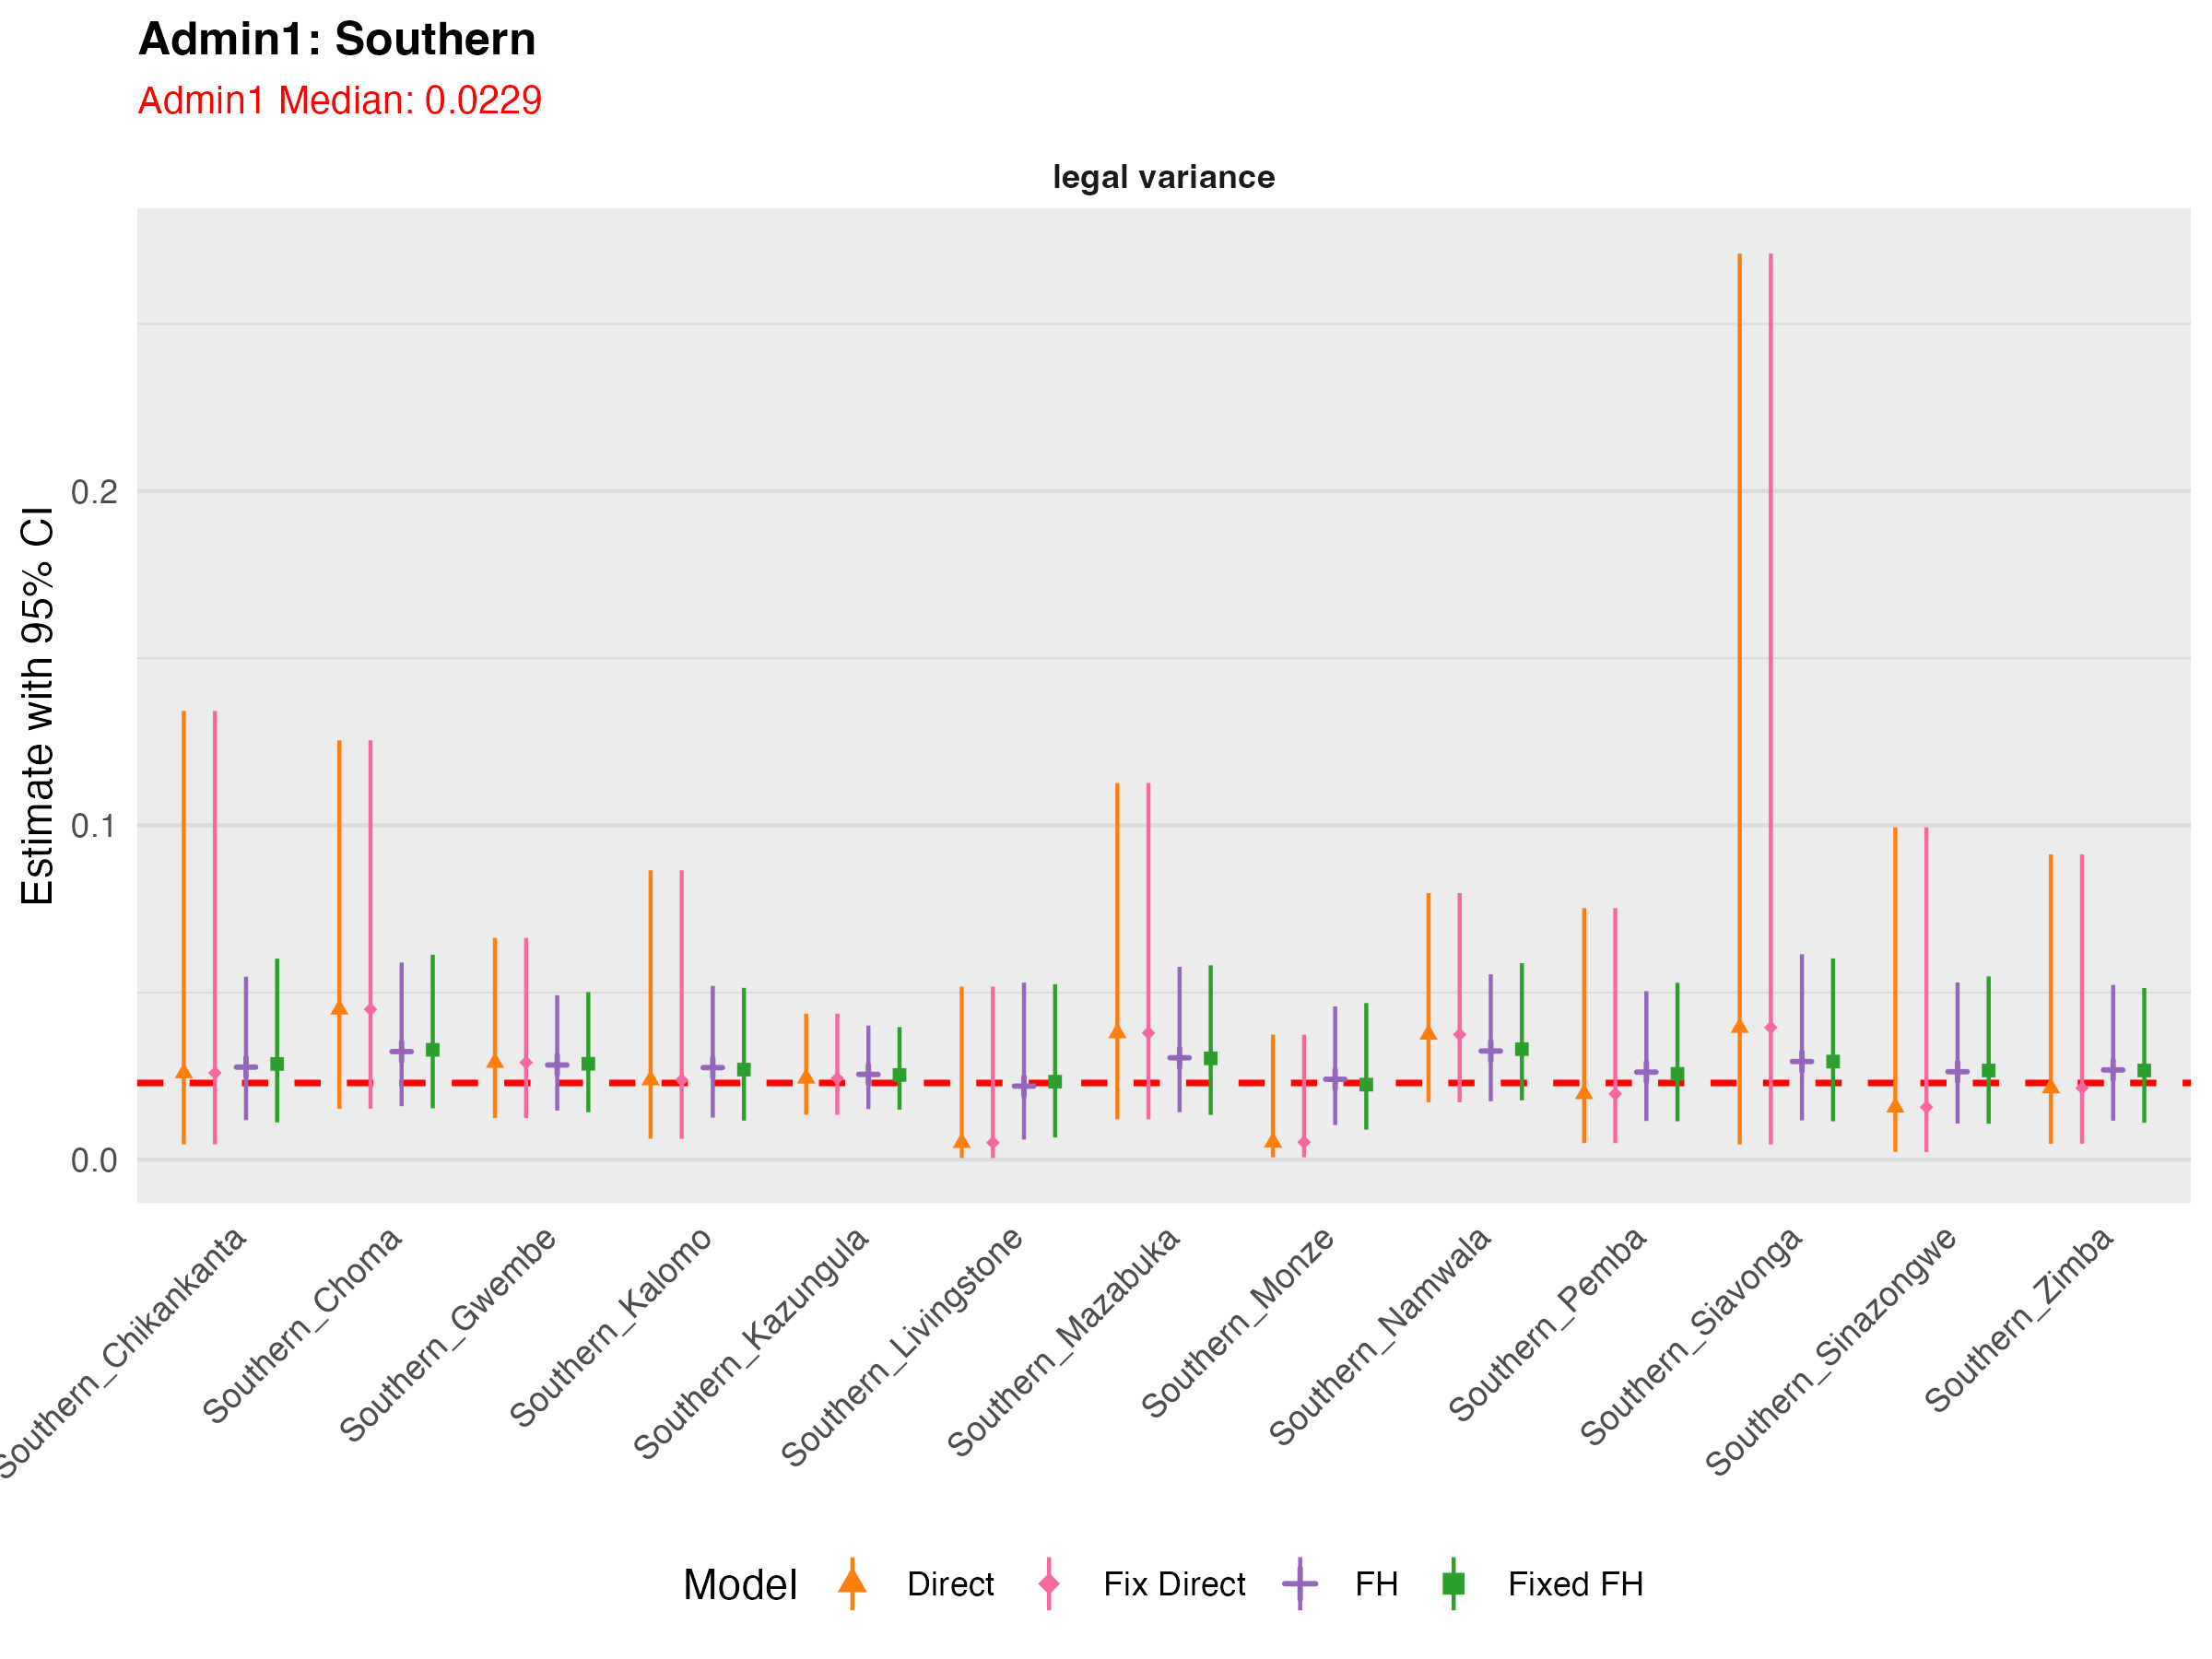 Admin1: Southern
Admin1 Median: 0.0229
legal variance
Estimate with 95% CI
0.2
0.1
0.0
Southern_Chikankanta
Southern_Choma
Southern_Gwembe
Southern_Kalomo
Southern_Kazungula
Southern_Livingstone
Southern_Mazabuka
Southern_Monze
Southern_Namwala
Southern_Pemba
Southern_Siavonga
Southern_Sinazongwe
Southern_Zimba
Model Direct Fix Direct FH Fixed FH